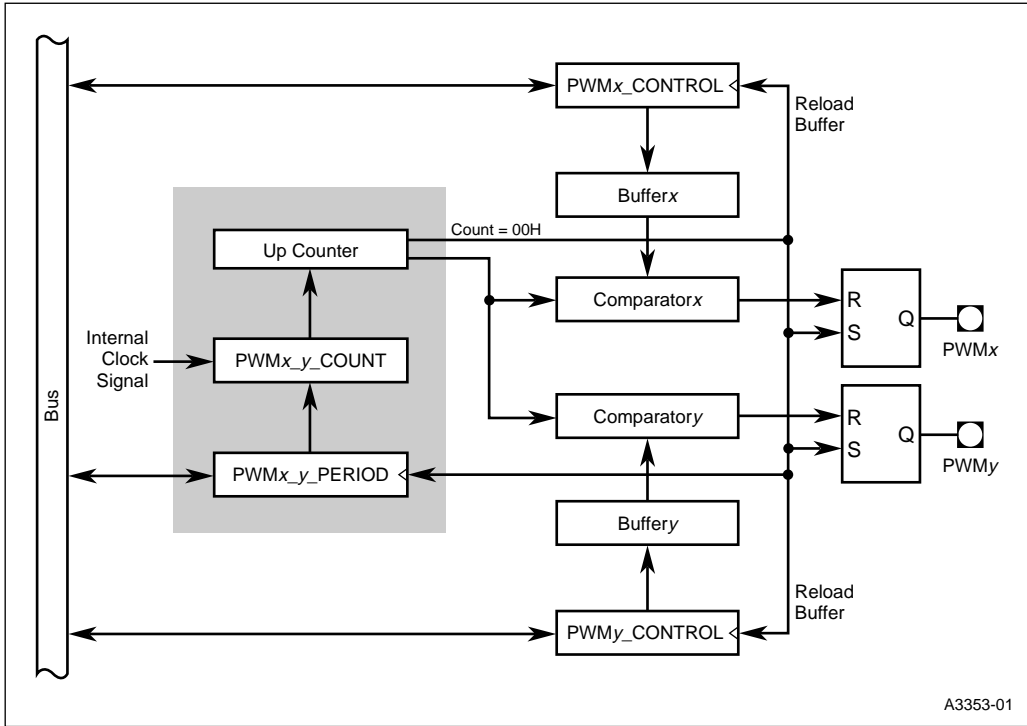 PWMx_CONTROL
Reload
Buffer
Bufferx
Count = 00H
Up Counter
Comparatorx
R
S
Q
PWMx
Internal
Clock
Signal
PWMx_y_COUNT
Bus
Comparatory
R
S
Q
PWMy
PWMx_y_PERIOD
Buffery
Reload
Buffer
PWMy_CONTROL
A3353-01